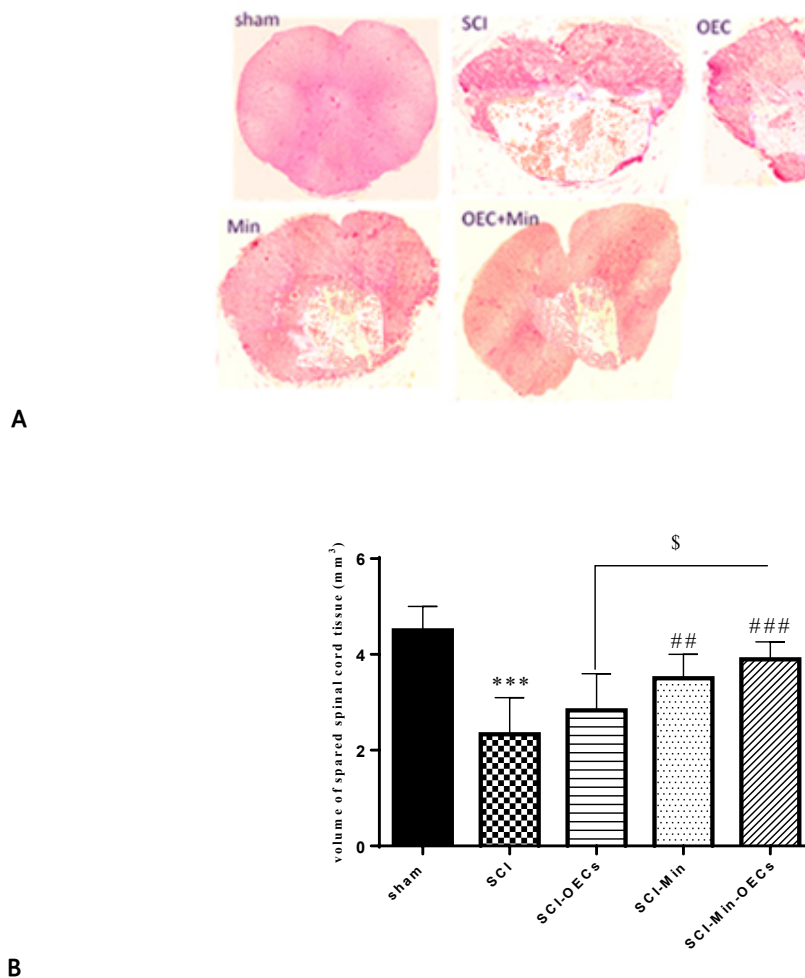 sham
SCI
OEC
Min
OEC+Min
A
volume of spared spinal cord tissue (mm³)
6
4
2
0
$
***
##
###
sham
SCI
SCI-OECs
SCI-Min
SCI-Min-OECs
B